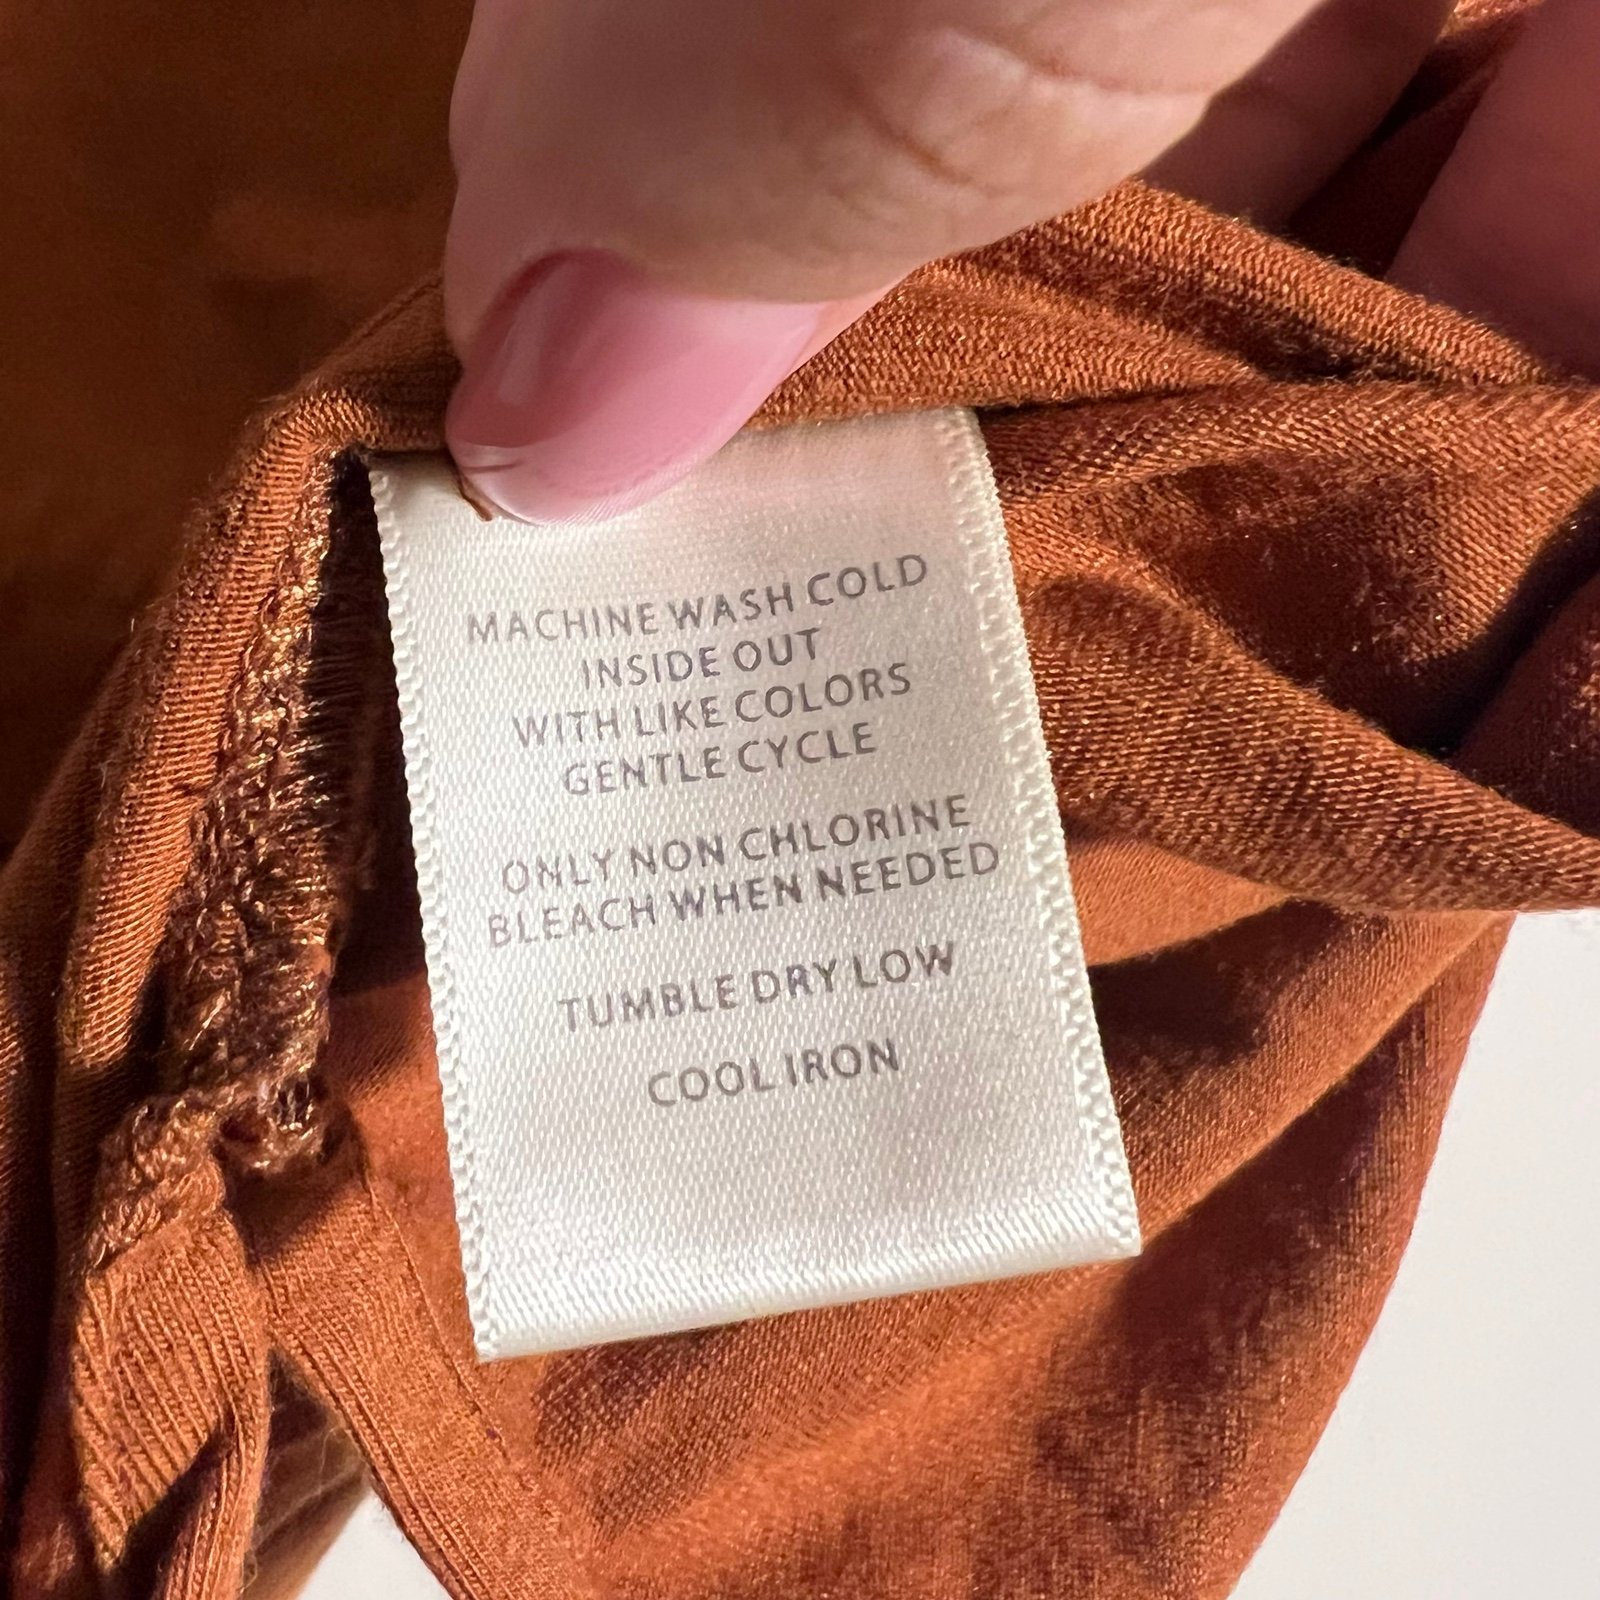 MACHINE WASH COLD
INSIDE OUT
WITH LIKE COLORS
GENTLE CYCLE
ONLY NON CHLORINE
BLEACH WHEN NEEDED
TUMBLE DRY LOW
COOL IRON